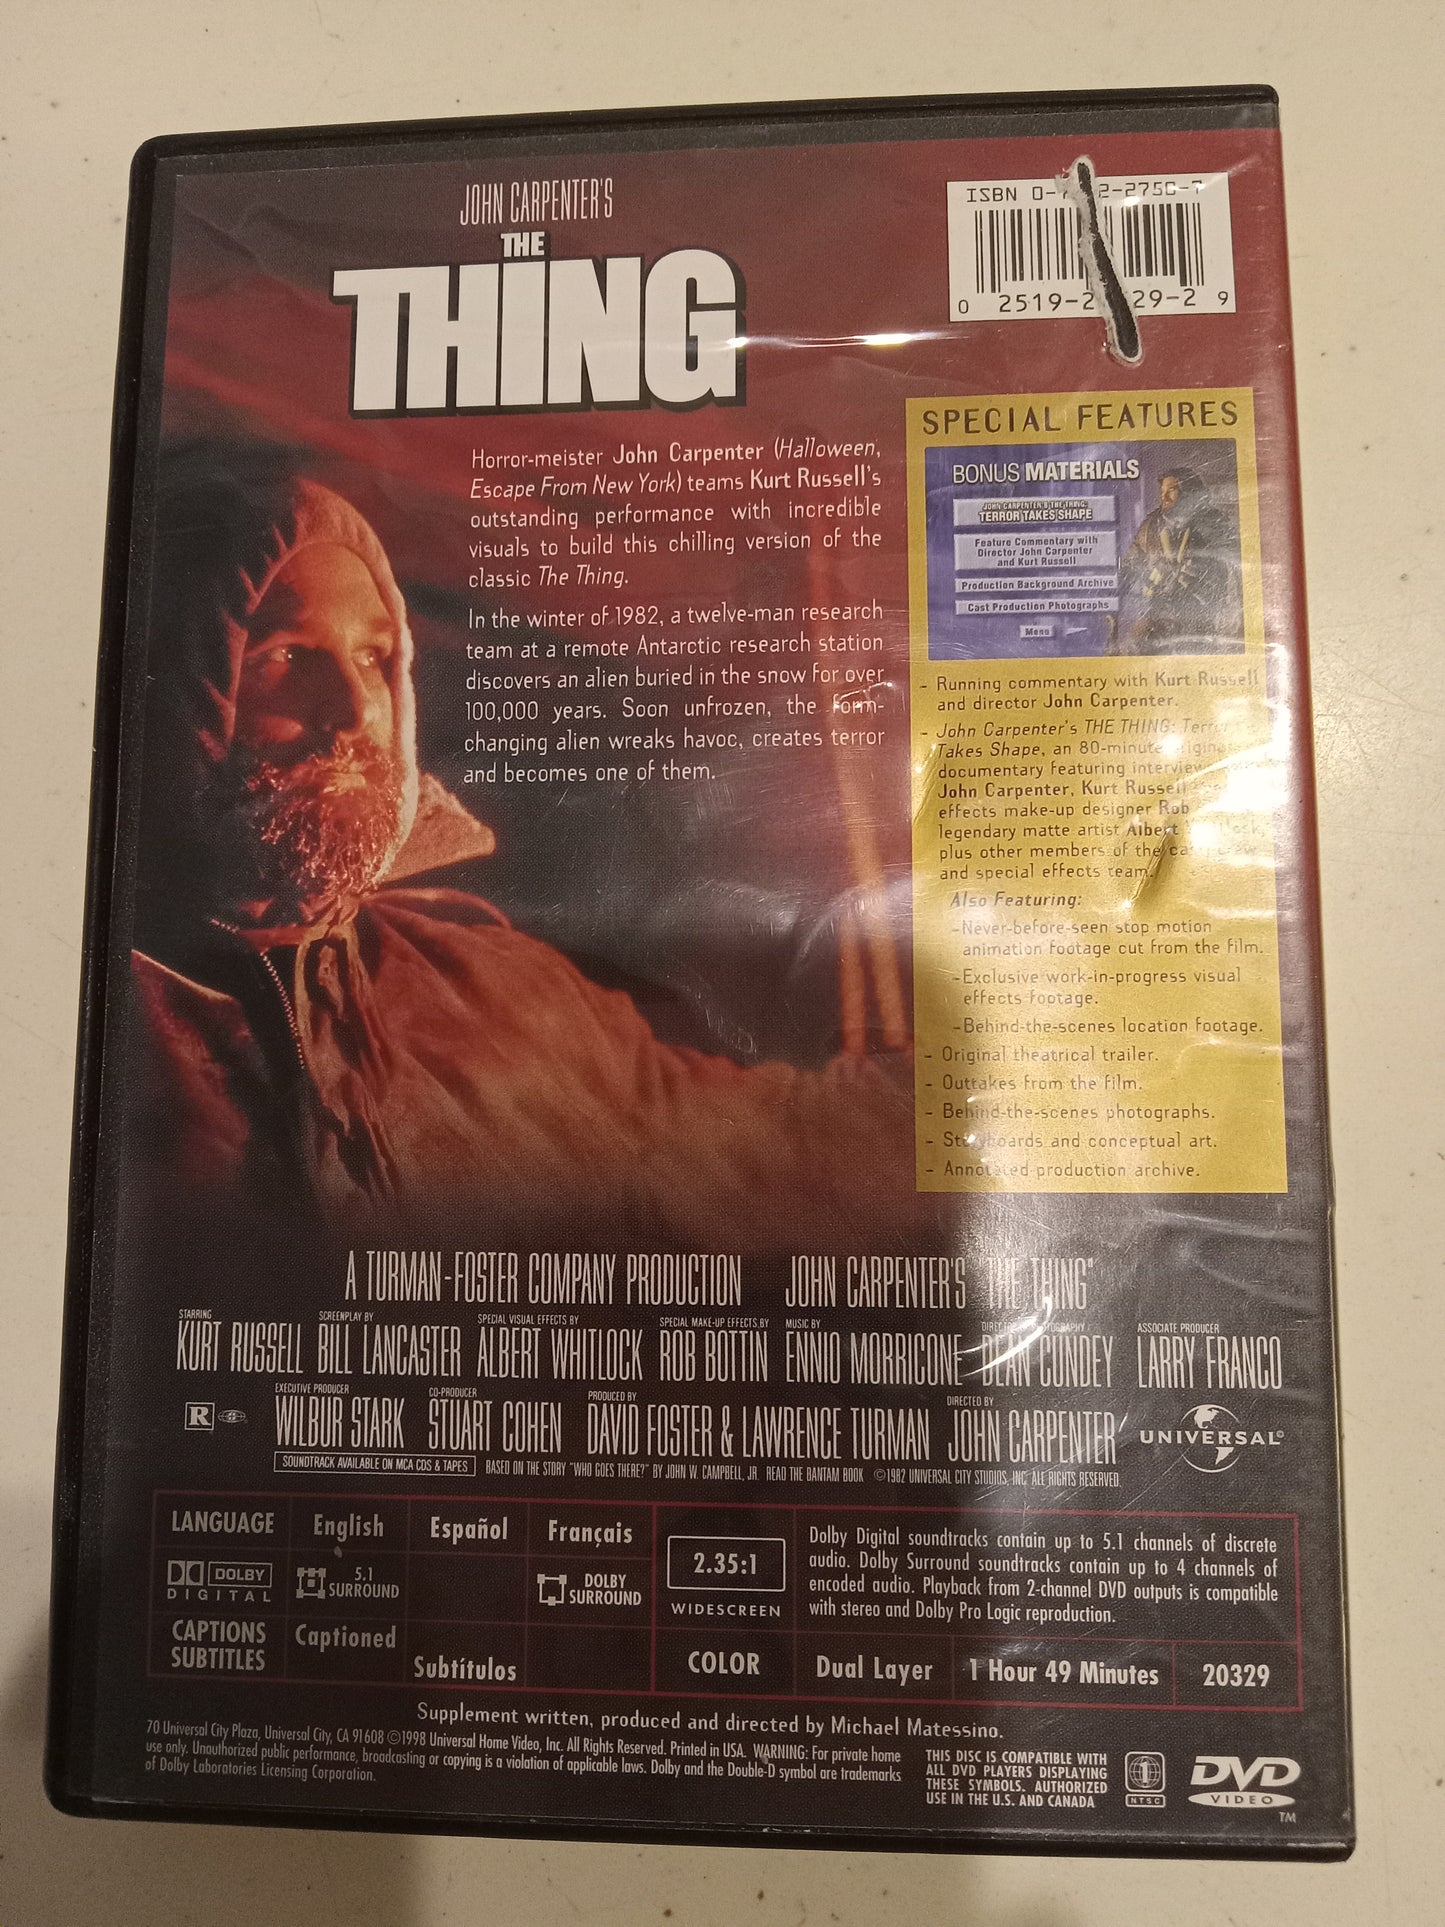 JOHN CARPENTER'S
THE
THING
ISBN 0-7 2-2750-7
0 2519-2 29-2 9
Horror-meister John Carpenter (Halloween,
Escape From New York) teams Kurt Russell's
outstanding performance with incredible
visuals to build this chilling version of the
classic The Thing.
In the winter of 1982, a twelve-man research
team at a remote Antarctic research station
discovers an alien buried in the snow for over
100,000 years. Soon unfrozen, the form-
changing alien wreaks havoc, creates terror
and becomes one of them.
SPECIAL FEATURES
BONUS MATERIALS
JOHN CARPENTER'S THE THING:
TERROR TAKES SHAPE
Feature Commentary with
Director John Carpenter
and Kurt Russell
Production Background Archive
Cast Production Photographs
Menu
- Running commentary with Kurt Russell
and director John Carpenter.
- John Carpenter's THE THING: Terror
Takes Shape, an 80-minute original
documentary featuring interviews
John Carpenter, Kurt Russell
effects make-up designer Rob
legendary matte artist Albert
plus other members of the cast, crew
and special effects team.
Also Featuring:
-Never-before-seen stop motion
animation footage cut from the film.
-Exclusive work-in-progress visual
effects footage.
-Behind-the-scenes location footage.
- Original theatrical trailer.
- Outtakes from the film.
- Behind-the-scenes photographs.
- Storyboards and conceptual art.
- Annotated production archive.
A TURMAN-FOSTER COMPANY PRODUCTION JOHN CARPENTER'S "THE THING"
STARRING KURT RUSSELL SCREENPLAY BY BILL LANCASTER SPECIAL VISUAL EFFECTS BY ALBERT WHITLOCK SPECIAL MAKE-UP EFFECTS BY ROB BOTTIN MUSIC BY ENNIO MORRICONE DIRECTOR OF PHOTOGRAPHY DEAN CUNDEY ASSOCIATE PRODUCER LARRY FRANCO
R EXECUTIVE PRODUCER WILBUR STARK CO-PRODUCER STUART COHEN PRODUCED BY DAVID FOSTER & LAWRENCE TURMAN DIRECTED BY JOHN CARPENTER UNIVERSAL
SOUNDTRACK AVAILABLE ON MCA CDS & TAPES BASED ON THE STORY "WHO GOES THERE?" BY JOHN W. CAMPBELL, JR. READ THE BANTAM BOOK ©1982 UNIVERSAL CITY STUDIOS, INC. ALL RIGHTS RESERVED.
LANGUAGE English Español Français
DOLBY DIGITAL 5.1 SURROUND DOLBY SURROUND
CAPTIONS Captioned
SUBTITLES Subtítulos
2.35:1
WIDESCREEN
Dolby Digital soundtracks contain up to 5.1 channels of discrete
audio. Dolby Surround soundtracks contain up to 4 channels of
encoded audio. Playback from 2-channel DVD outputs is compatible
with stereo and Dolby Pro Logic reproduction.
COLOR Dual Layer 1 Hour 49 Minutes 20329
Supplement written, produced and directed by Michael Matessino.
70 Universal City Plaza, Universal City, CA 91608 ©1998 Universal Home Video, Inc. All Rights Reserved. Printed in USA. WARNING: For private home
use only. Unauthorized public performance, broadcasting or copying is a violation of applicable laws. Dolby and the Double-D symbol are trademarks
of Dolby Laboratories Licensing Corporation.
THIS DISC IS COMPATIBLE WITH
ALL DVD PLAYERS DISPLAYING
THESE SYMBOLS. AUTHORIZED
USE IN THE U.S. AND CANADA
1
NTSC
DVD
VIDEO
TM